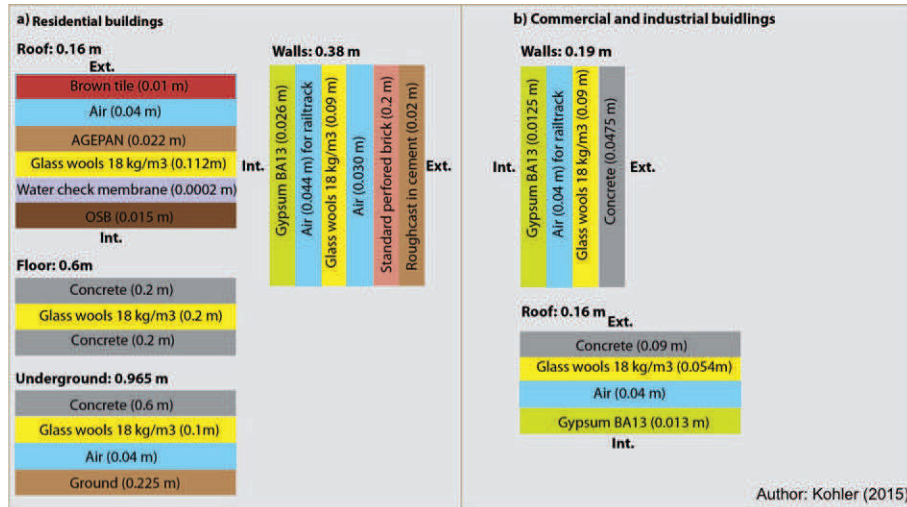 a) Residential buildings
Roof: 0.16 m
Ext.
Brown tile (0.01 m)
Air (0.04 m)
AGEPAN (0.022 m)
Glass wools 18 kg/m3 (0.112m)
Water check membrane (0.0002 m)
OSB (0.015 m)
Int.
Walls: 0.38 m
Int.
Gypsum BA13 (0.026 m)
Air (0.044 m) for railtrack
Glass wools 18 kg/m3 (0.09 m)
Air (0.030 m)
Standard perfored brick (0.2 m)
Roughcast in cement (0.02 m)
Ext.
Floor: 0.6m
Concrete (0.2 m)
Glass wools 18 kg/m3 (0.2 m)
Concrete (0.2 m)
Underground: 0.965 m
Concrete (0.6 m)
Glass wools 18 kg/m3 (0.1m)
Air (0.04 m)
Ground (0.225 m)
b) Commercial and industrial buidlings
Walls: 0.19 m
Int.
Gypsum BA13 (0.0125 m)
Air (0.04 m) for railtrack
Glass wools 18 kg/m3 (0.09 m)
Concrete (0.0475 m)
Ext.
Roof: 0.16 m
Ext.
Concrete (0.09 m)
Glass wools 18 kg/m3 (0.054m)
Air (0.04 m)
Gypsum BA13 (0.013 m)
Int.
Author: Kohler (2015)